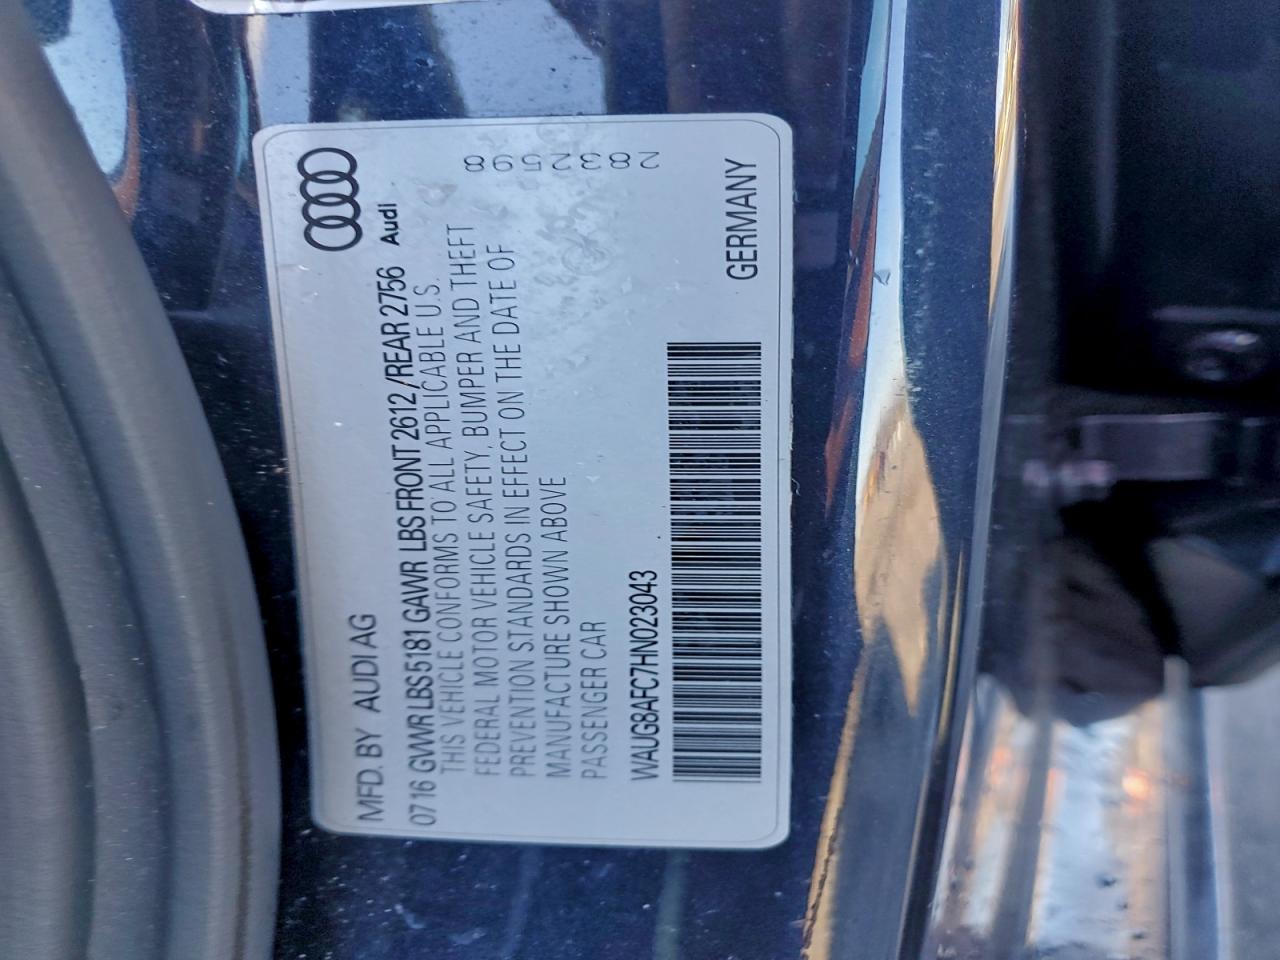 MFD. BY AUDI AG
0716 GVWR LBS 5181 GAWR LBS FRONT 2612 /REAR 2756
Audi
THIS VEHICLE CONFORMS TO ALL APPLICABLE U.S.
FEDERAL MOTOR VEHICLE SAFETY, BUMPER AND THEFT
PREVENTION STANDARDS IN EFFECT ON THE DATE OF
MANUFACTURE SHOWN ABOVE
PASSENGER CAR
8652382
WAUG8AFC7HN023043
GERMANY